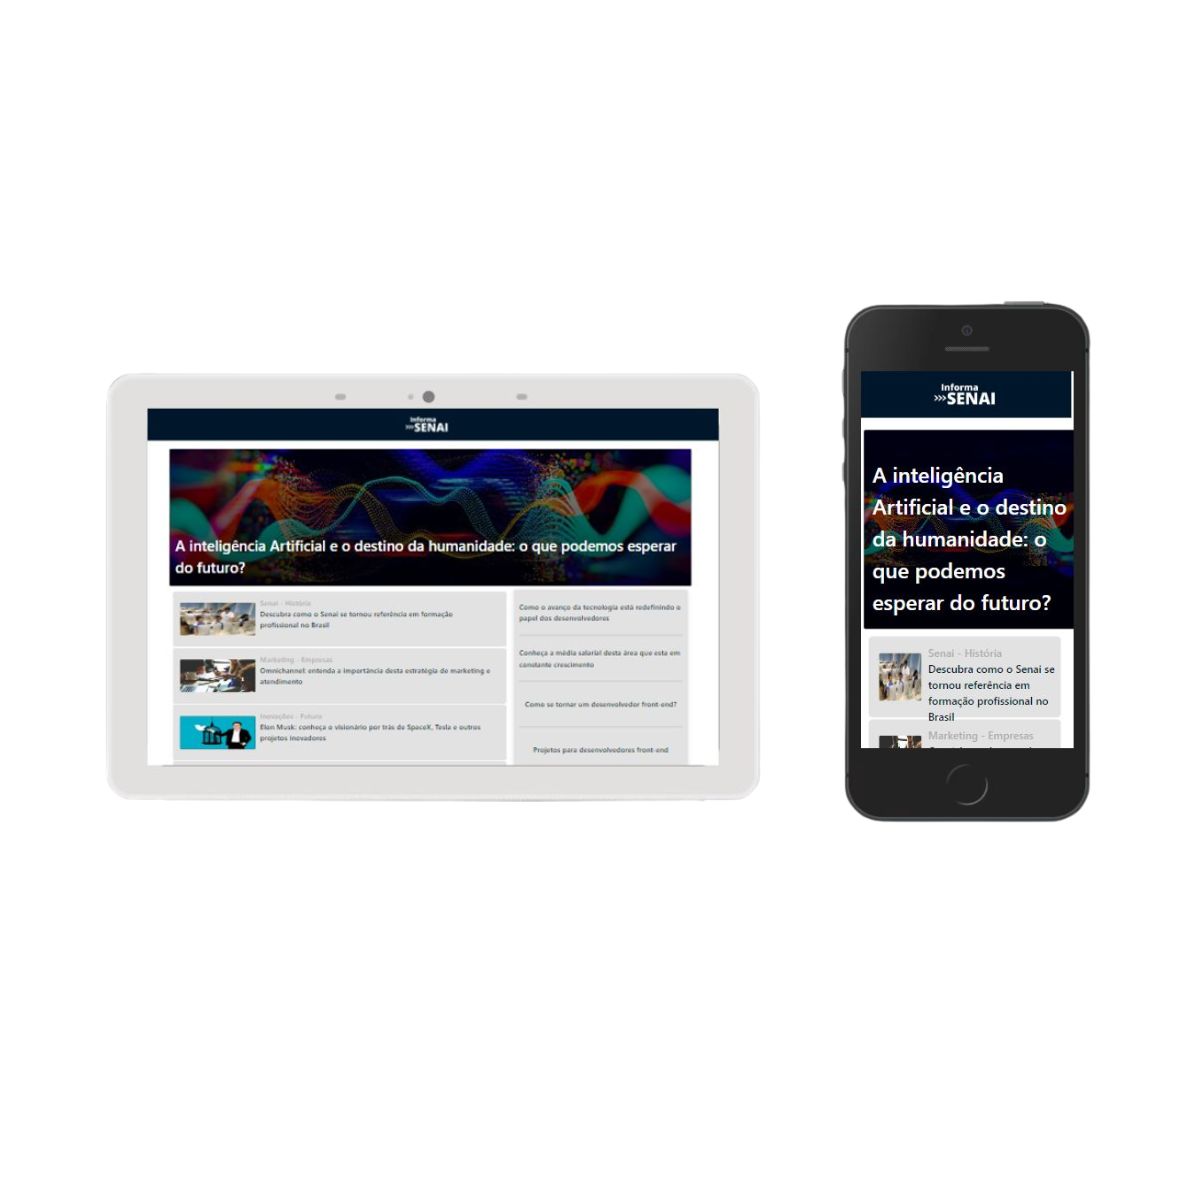 Informa
>>>SENAI
A inteligência Artificial e o destino da humanidade: o que podemos esperar
do futuro?
Senai - História
Descubra como o Senai se tornou referência em formação
profissional no Brasil
Marketing - Empresas
Omnichannel: entenda a importância desta estratégia de marketing e
atendimento
Inovações - Futuro
Elon Musk: conheça o visionário por trás de SpaceX, Tesla e outros
projetos inovadores
Como o avanço da tecnologia está redefinindo o
papel dos desenvolvedores
Conheça a média salarial desta área que esta em
constante crescimento
Como se tornar um desenvolvedor front-end?
Projetos para desenvolvedores front-end
Informa
>>>SENAI
A inteligência
Artificial e o destino
da humanidade: o
que podemos
esperar do futuro?
Senai - História
Descubra como o Senai se
tornou referência em
formação profissional no
Brasil
Marketing - Empresas